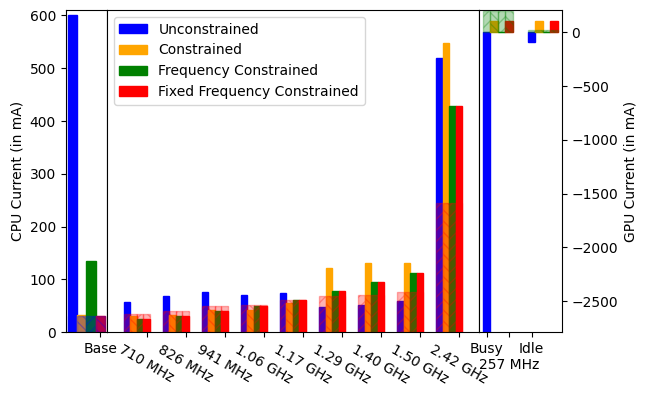 600
500
400
300
200
100
0
CPU Current (in mA)
Unconstrained
Constrained
Frequency Constrained
Fixed Frequency Constrained
0
−500
−1000
−1500
−2000
−2500
GPU Current (in mA)
Base
710 MHz
826 MHz
941 MHz
1.06 GHz
1.17 GHz
1.29 GHz
1.40 GHz
1.50 GHz
2.42 GHz
Busy
Idle
257 MHz